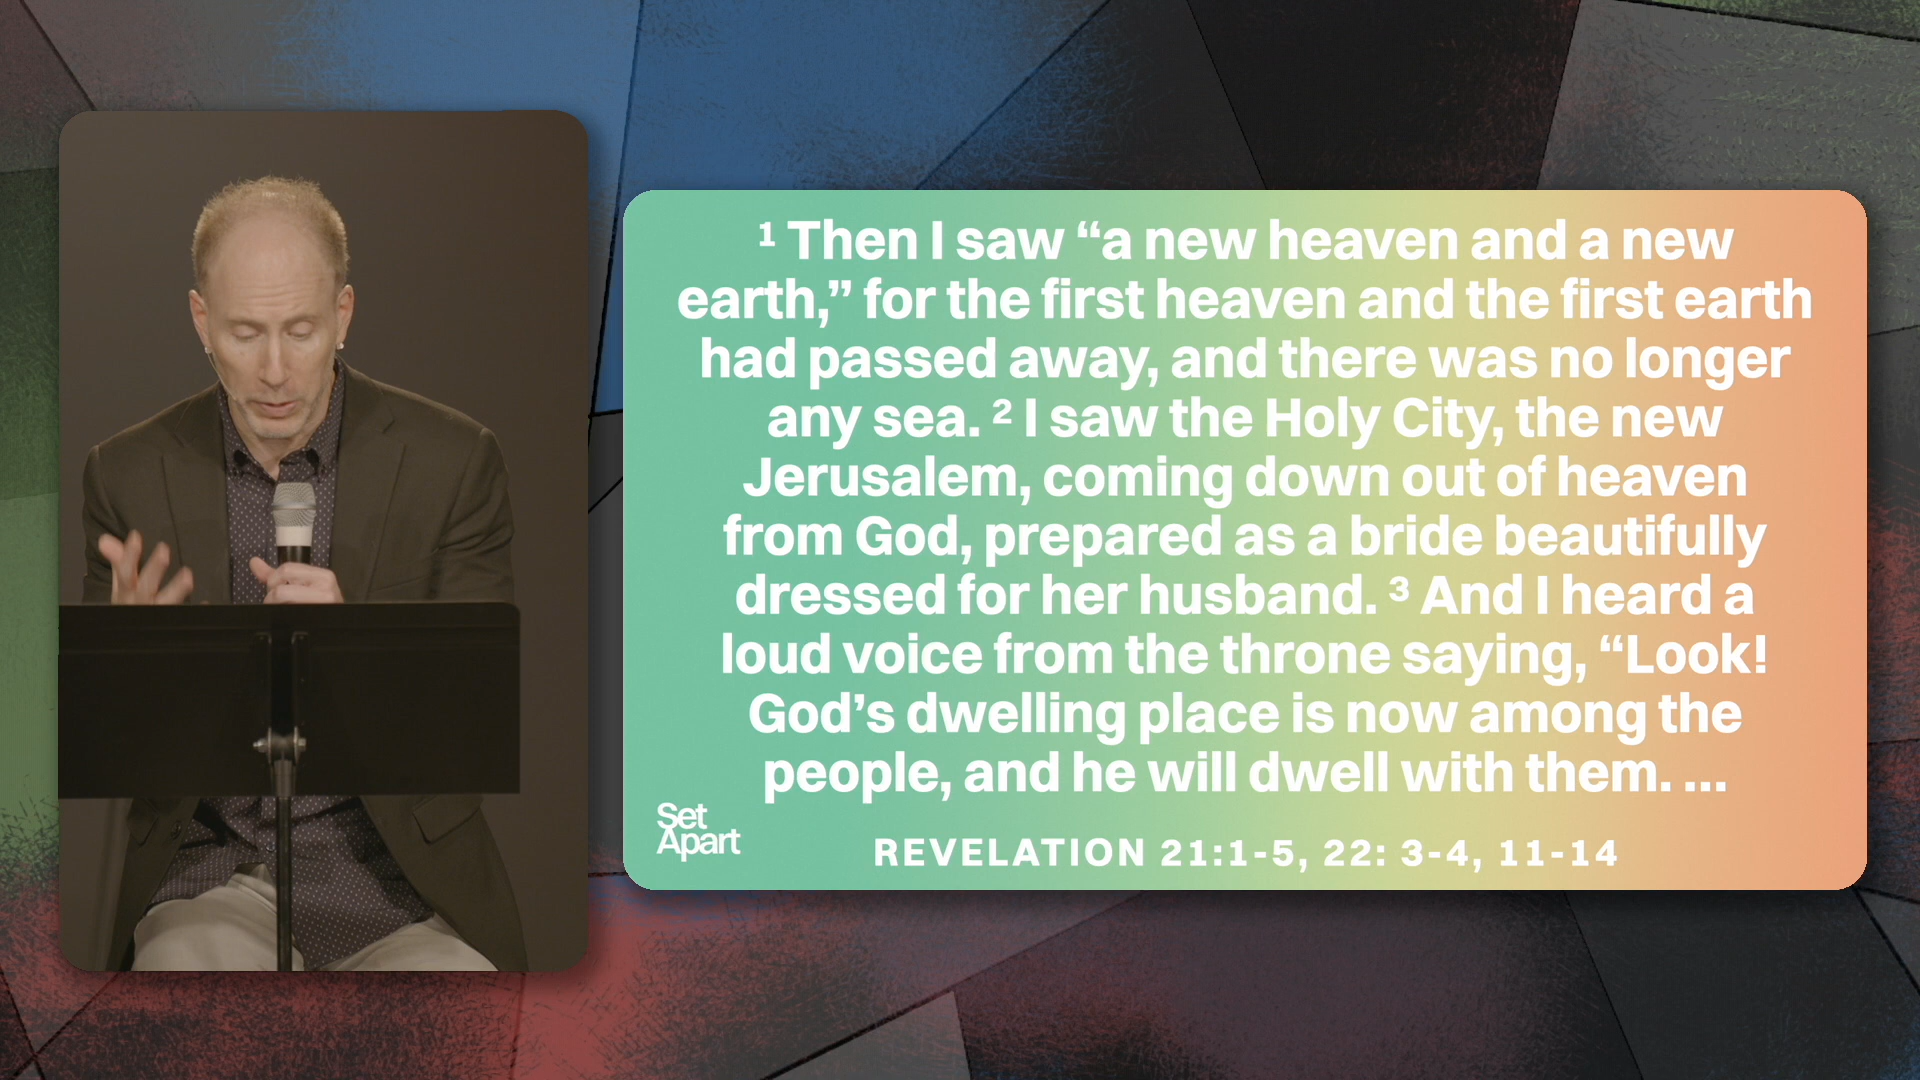 ¹ Then I saw “a new heaven and a new
earth,” for the first heaven and the first earth
had passed away, and there was no longer
any sea. ² I saw the Holy City, the new
Jerusalem, coming down out of heaven
from God, prepared as a bride beautifully
dressed for her husband. ³ And I heard a
loud voice from the throne saying, “Look!
God’s dwelling place is now among the
people, and he will dwell with them. ...
Set
Apart
REVELATION 21:1-5, 22: 3-4, 11-14